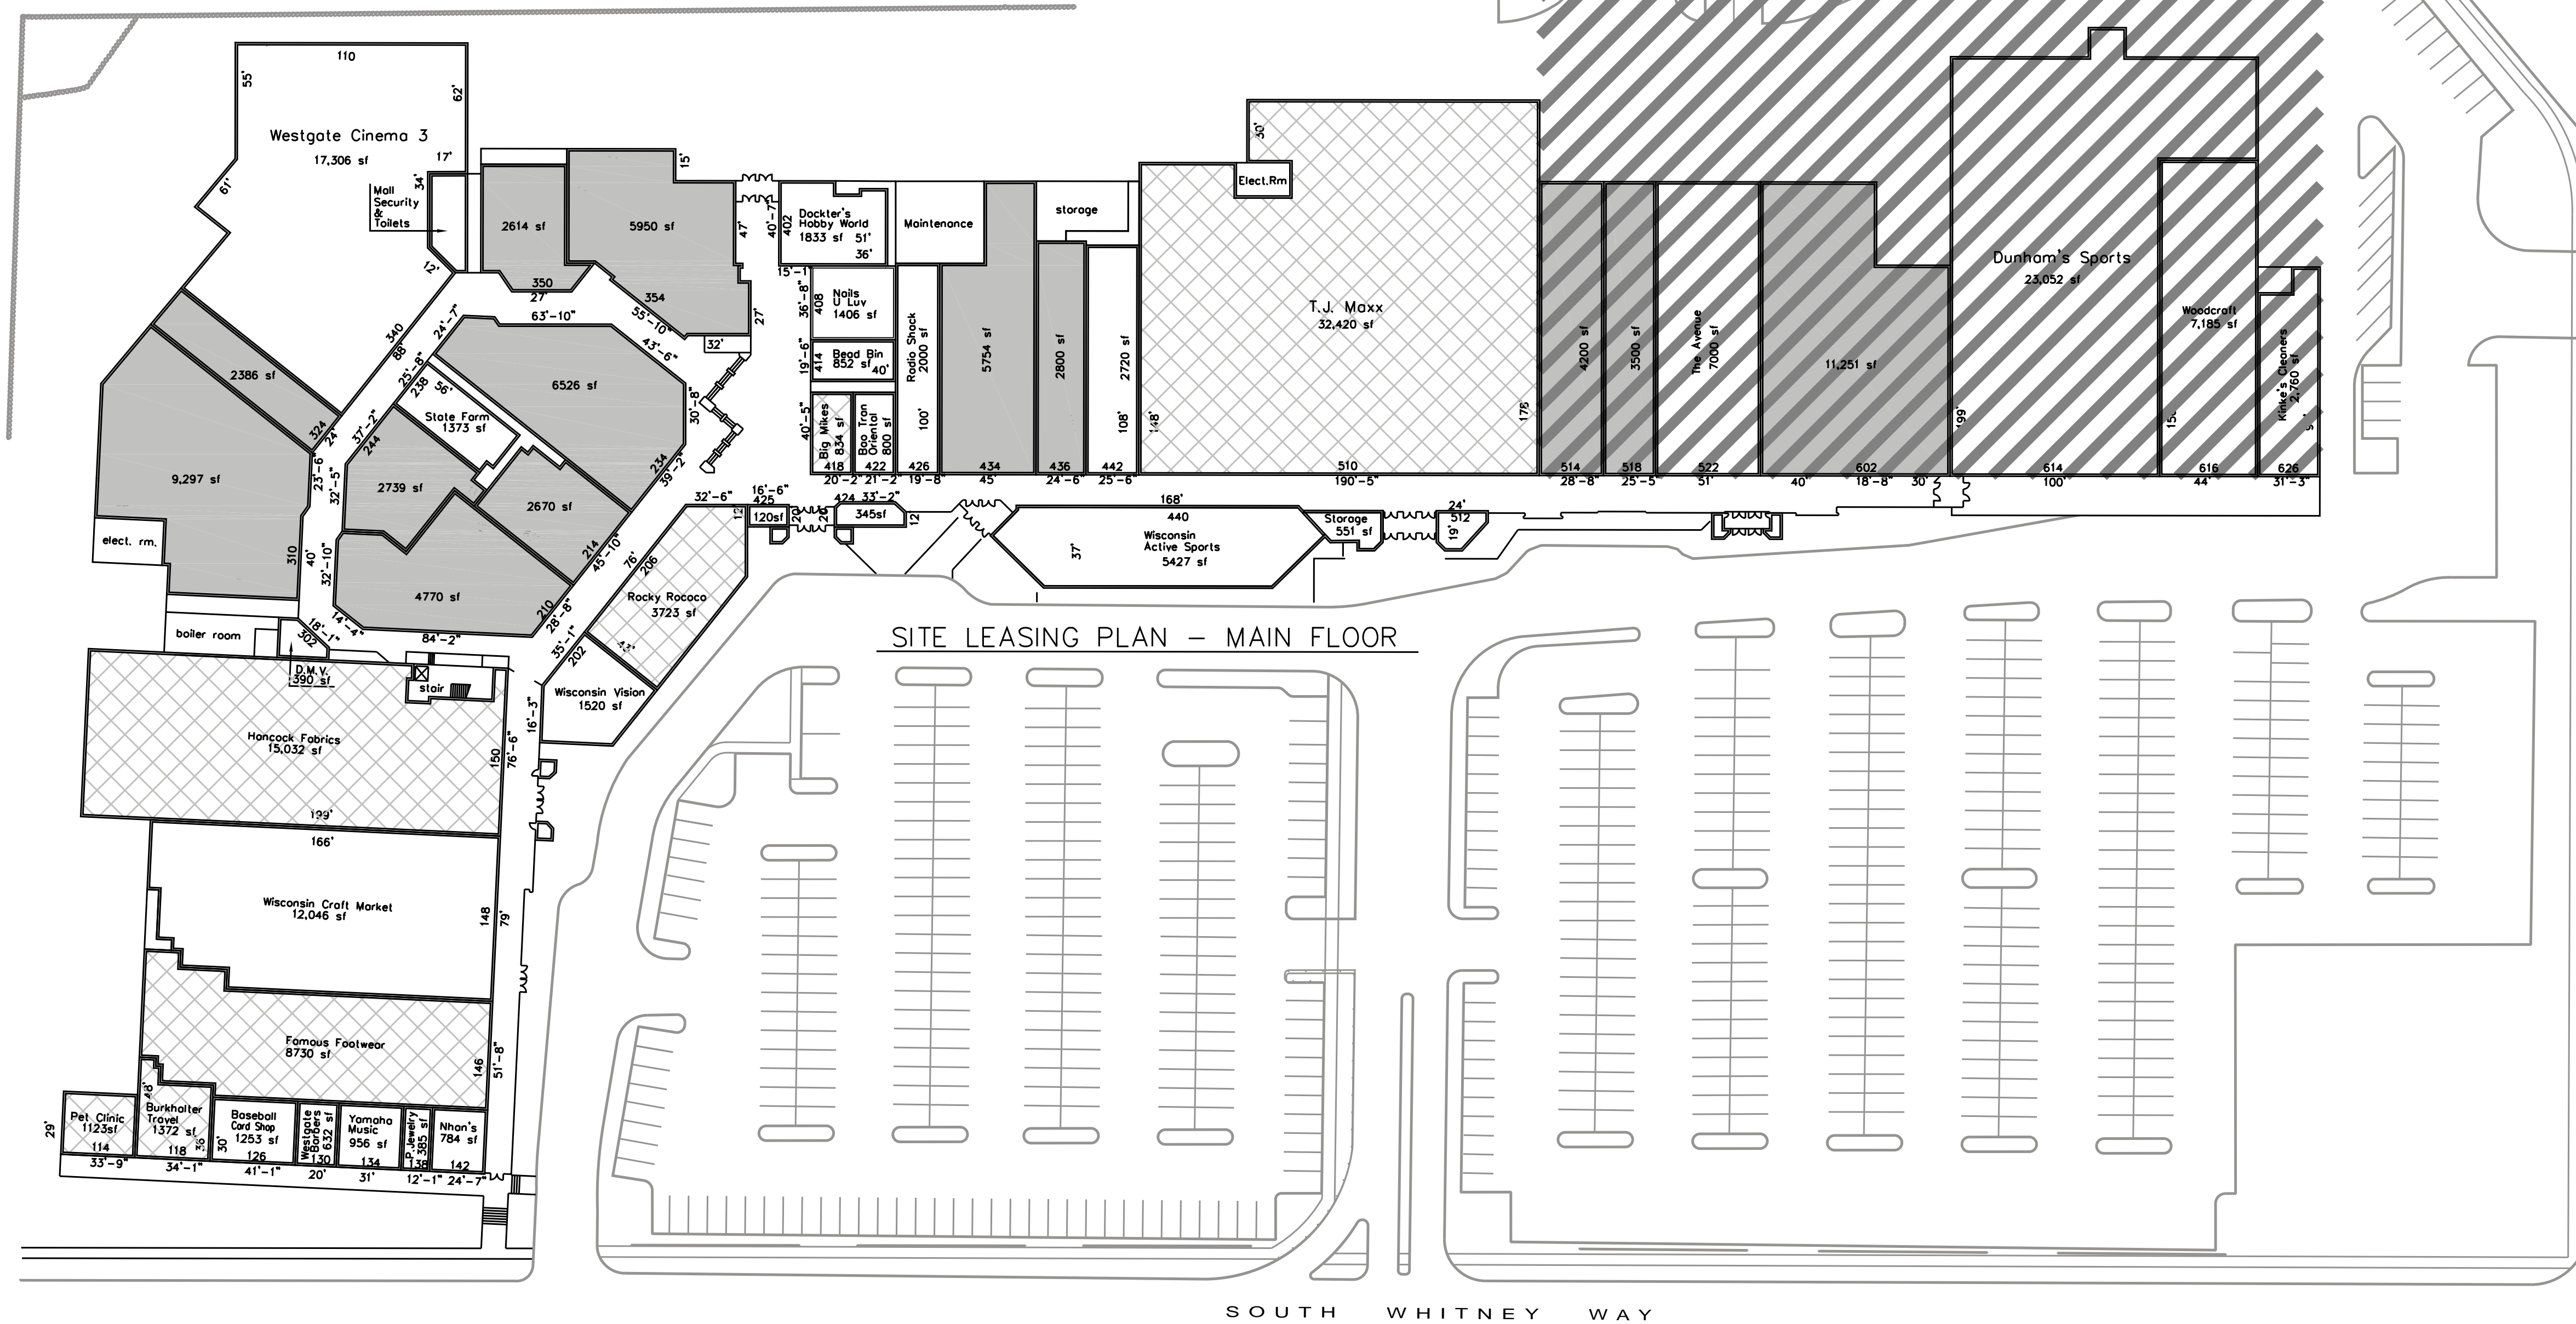 110
55'
62'
Westgate Cinema 3
17,306 sf
17'
34'
61'
Mall
Security
&
Toilets
12'
340
88'
2614 sf
350
27'
5950 sf
15'
47'
354
55'-10"
27'
32'
63'-10"
24'-7"
43'-6"
6526 sf
30'-8"
234
39'-2"
25'-8"
238
56'
State Farm
1373 sf
37'-2"
244
2739 sf
32'-5"
2670 sf
214
45'-10"
2386 sf
324
24'
23'-6"
9,297 sf
310
40'
32'-10"
elect. rm.
4770 sf
210
28'-8"
14'-4"
84'-2"
boiler room
18'-1"
302
D.M.V.
390 sf
stair
40'-7"
402
Dockter's
Hobby World
1833 sf 51'
36'
15'-1"
Maintenance
storage
36'-8"
408
Nails
U Luv
1406 sf
19'-6"
414
Bead Bin
852 sf
40'
40'-5"
Big Mikes
834 sf
418
20'-2"
Bao Tran
Oriental
800 sf
422
21'-2"
Radio Shack
2000 sf
100'
426
19'-8"
5754 sf
434
45'
2800 sf
436
24'-6"
2720 sf
108'
442
25'-6"
148'
30'
Elect.Rm
T.J. Maxx
32,420 sf
178'
510
190'-5"
4200 sf
514
28'-8"
3500 sf
518
25'-5"
The Avenue
7000 sf
522
51'
11,251 sf
602
40'
18'-8"
30'
199'
Dunham's Sports
23,052 sf
614
100'
Woodcraft
7,185 sf
616
44'
Kinke's Cleaners
2,760 sf
626
31'-3"
32'-6"
12'
16'-6"
425
120sf
20'
20'
424 33'-2"
345sf
12'
168'
440
Wisconsin
Active Sports
5427 sf
37'
Storage
551 sf
24'
512
19'
76'
206
Rocky Rococo
3723 sf
43'
35'-1"
202
Wisconsin Vision
1520 sf
16'-3"
SITE LEASING PLAN - MAIN FLOOR
Hancock Fabrics
15,032 sf
150
76'-6"
199'
166'
Wisconsin Craft Market
12,046 sf
148
79'
Famous Footwear
8730 sf
146
51'-8"
29'
Pet Clinic
1123sf
114
33'-9"
48'
Burkhalter
Travel
1372 sf
36'
118
34'-1"
30'
Baseball
Card Shop
1253 sf
126
41'-1"
Westgate
Barbers
632 sf
130
20'
Yamaha
Music
956 sf
134
31'
P. Jewelry
385 sf
138
12'-1"
Nhan's
784 sf
142
24'-7"
SOUTH WHITNEY WAY